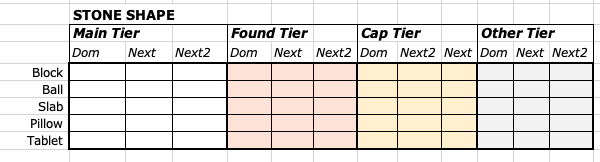 STONE SHAPE
Main Tier Found Tier Cap Tier Other Tier
Dom Next Next2 Dom Next Next2 Dom Next2 Next Dom Next Next2
Block
Ball
Slab
Pillow
Tablet